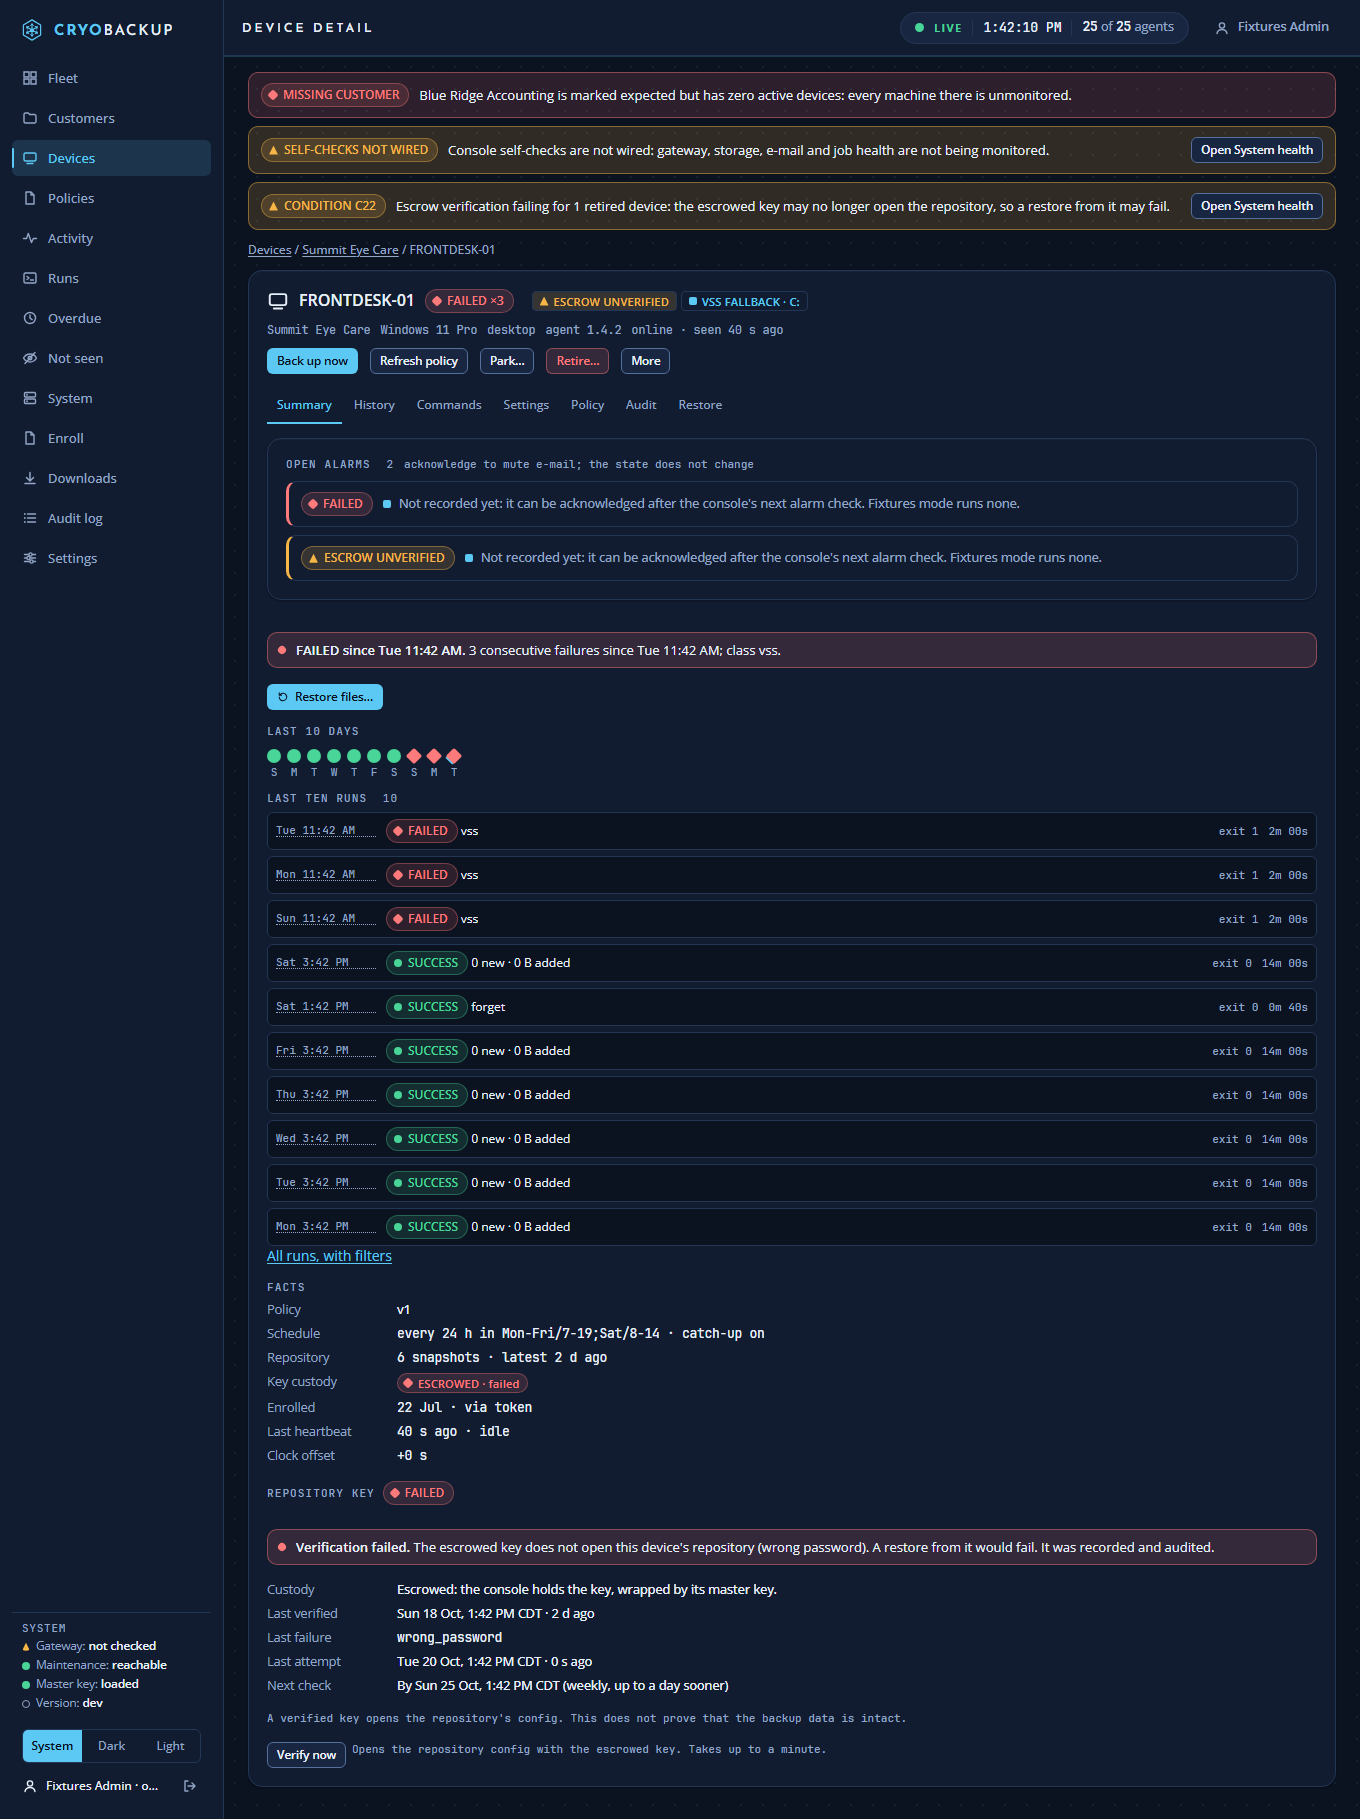 CRYOBACKUP
DEVICE DETAIL
LIVE 1:42:10 PM 25 of 25 agents
Fixtures Admin
Fleet
Customers
Devices
Policies
Activity
Runs
Overdue
Not seen
System
Enroll
Downloads
Audit log
Settings
MISSING CUSTOMER Blue Ridge Accounting is marked expected but has zero active devices: every machine there is unmonitored.
SELF-CHECKS NOT WIRED Console self-checks are not wired: gateway, storage, e-mail and job health are not being monitored. Open System health
CONDITION C22 Escrow verification failing for 1 retired device: the escrowed key may no longer open the repository, so a restore from it may fail. Open System health
Devices / Summit Eye Care / FRONTDESK-01
FRONTDESK-01 FAILED ×3 ESCROW UNVERIFIED VSS FALLBACK · C:
Summit Eye Care Windows 11 Pro desktop agent 1.4.2 online · seen 40 s ago
Back up now Refresh policy Park... Retire... More
Summary History Commands Settings Policy Audit Restore
OPEN ALARMS 2 acknowledge to mute e-mail; the state does not change
FAILED Not recorded yet: it can be acknowledged after the console's next alarm check. Fixtures mode runs none.
ESCROW UNVERIFIED Not recorded yet: it can be acknowledged after the console's next alarm check. Fixtures mode runs none.
FAILED since Tue 11:42 AM. 3 consecutive failures since Tue 11:42 AM; class vss.
Restore files...
LAST 10 DAYS
S M T W T F S S M T
LAST TEN RUNS 10
Tue 11:42 AM FAILED vss exit 1 2m 00s
Mon 11:42 AM FAILED vss exit 1 2m 00s
Sun 11:42 AM FAILED vss exit 1 2m 00s
Sat 3:42 PM SUCCESS 0 new · 0 B added exit 0 14m 00s
Sat 1:42 PM SUCCESS forget exit 0 0m 40s
Fri 3:42 PM SUCCESS 0 new · 0 B added exit 0 14m 00s
Thu 3:42 PM SUCCESS 0 new · 0 B added exit 0 14m 00s
Wed 3:42 PM SUCCESS 0 new · 0 B added exit 0 14m 00s
Tue 3:42 PM SUCCESS 0 new · 0 B added exit 0 14m 00s
Mon 3:42 PM SUCCESS 0 new · 0 B added exit 0 14m 00s
All runs, with filters
FACTS
Policy v1
Schedule every 24 h in Mon-Fri/7-19;Sat/8-14 · catch-up on
Repository 6 snapshots · latest 2 d ago
Key custody ESCROWED · failed
Enrolled 22 Jul · via token
Last heartbeat 40 s ago · idle
Clock offset +0 s
REPOSITORY KEY FAILED
Verification failed. The escrowed key does not open this device's repository (wrong password). A restore from it would fail. It was recorded and audited.
Custody Escrowed: the console holds the key, wrapped by its master key.
Last verified Sun 18 Oct, 1:42 PM CDT · 2 d ago
Last failure wrong_password
Last attempt Tue 20 Oct, 1:42 PM CDT · 0 s ago
Next check By Sun 25 Oct, 1:42 PM CDT (weekly, up to a day sooner)
A verified key opens the repository's config. This does not prove that the backup data is intact.
Verify now Opens the repository config with the escrowed key. Takes up to a minute.
SYSTEM
Gateway: not checked
Maintenance: reachable
Master key: loaded
Version: dev
System Dark Light
Fixtures Admin · o...